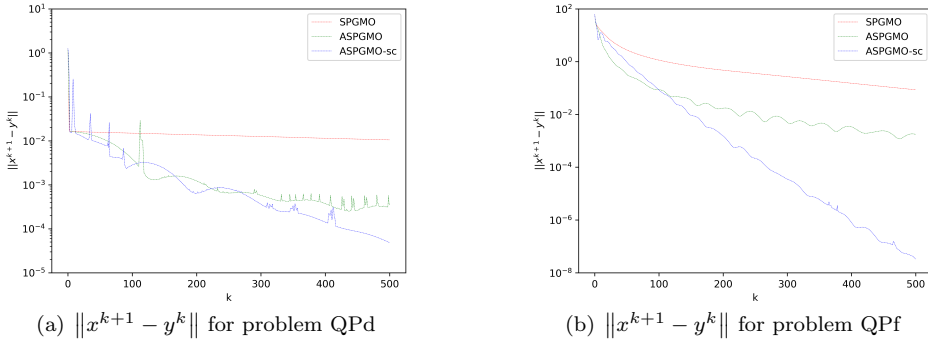 SPGMO
ASPGMO
ASPGMO-sc
10^1
10^0
10^{-1}
10^{-2}
10^{-3}
10^{-4}
10^{-5}
||x^{k+1} − y^k||
0 100 200 300 400 500
k
(a) ‖x^{k+1} − y^k‖ for problem QPd
SPGMO
ASPGMO
ASPGMO-sc
10^2
10^0
10^{-2}
10^{-4}
10^{-6}
10^{-8}
||x^{k+1} − y^k||
0 100 200 300 400 500
k
(b) ‖x^{k+1} − y^k‖ for problem QPf